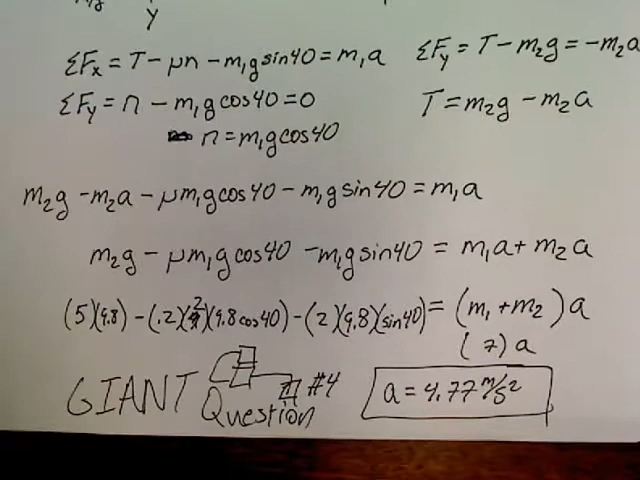 y
ΣFx = T - μn - m₁g sin40 = m₁a
ΣFy = n - m₁g cos40 = 0
n = m₁g cos40
ΣFy = T - m₂g = -m₂a
T = m₂g - m₂a
m₂g - m₂a - μm₁g cos40 - m₁g sin40 = m₁a
m₂g - μm₁g cos40 - m₁g sin40 = m₁a + m₂a
(5)(9.8) - (.2)(2)(9.8 cos40) - (2)(9.8)(sin40) = (m₁ + m₂)a
(7)a
GIANT
Question
#4
a = 4.77 m/s²